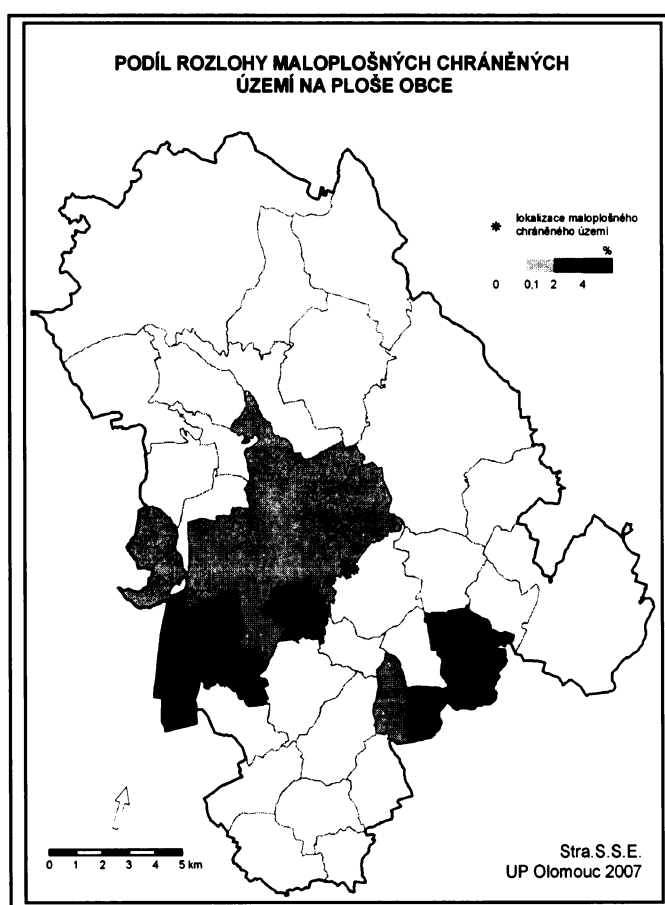 PODÍL ROZLOHY MALOPLOŠNÝCH CHRÁNĚNÝCH
ÚZEMÍ NA PLOŠE OBCE
lokalizace maloplošného
chráněného území
%
0 0,1 2 4
0 1 2 3 4 5 km
Stra.S.S.E.
UP Olomouc 2007